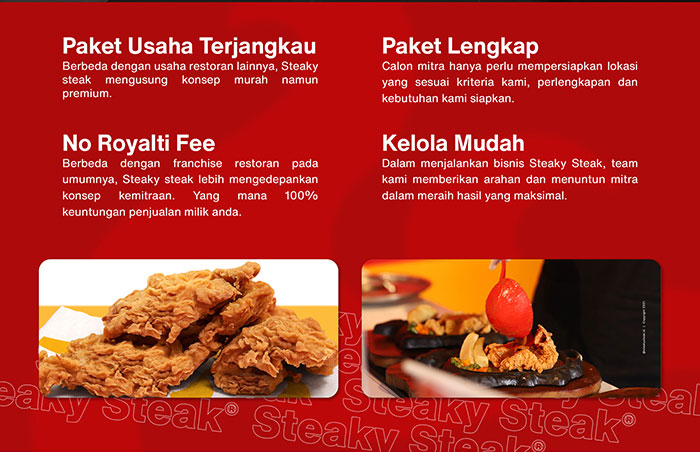 Paket Usaha Terjangkau
Berbeda dengan usaha restoran lainnya, Steaky
steak mengusung konsep murah namun
premium.
Paket Lengkap
Calon mitra hanya perlu mempersiapkan lokasi
yang sesuai kriteria kami, perlengkapan dan
kebutuhan kami siapkan.
No Royalti Fee
Berbeda dengan franchise restoran pada
umumnya, Steaky steak lebih mengedepankan
konsep kemitraan. Yang mana 100%
keuntungan penjualan milik anda.
Kelola Mudah
Dalam menjalankan bisnis Steaky Steak, team
kami memberikan arahan dan menuntun mitra
dalam meraih hasil yang maksimal.
Steaky Steak®
Steaky Steak®